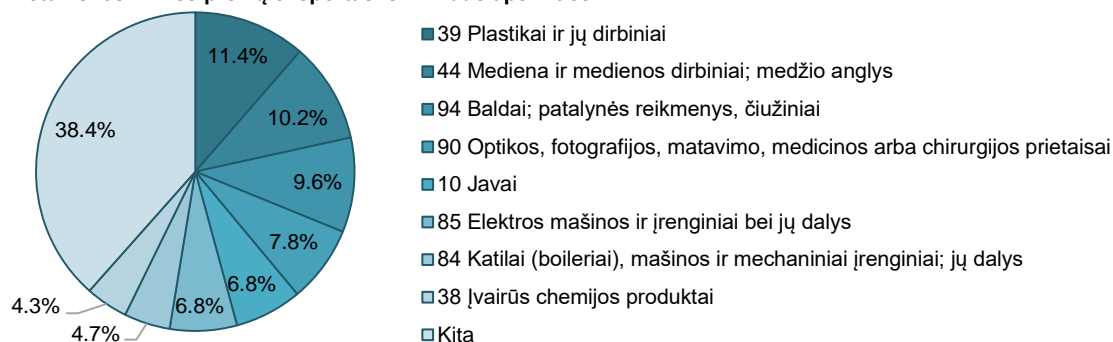 11.4%
10.2%
9.6%
7.8%
6.8%
6.8%
4.7%
4.3%
38.4%
39 Plastikai ir jų dirbiniai
44 Mediena ir medienos dirbiniai; medžio anglys
94 Baldai; patalynės reikmenys, čiužiniai
90 Optikos, fotografijos, matavimo, medicinos arba chirurgijos prietaisai
10 Javai
85 Elektros mašinos ir įrenginiai bei jų dalys
84 Katilai (boileriai), mašinos ir mechaniniai įrenginiai; jų dalys
38 Įvairūs chemijos produktai
Kita